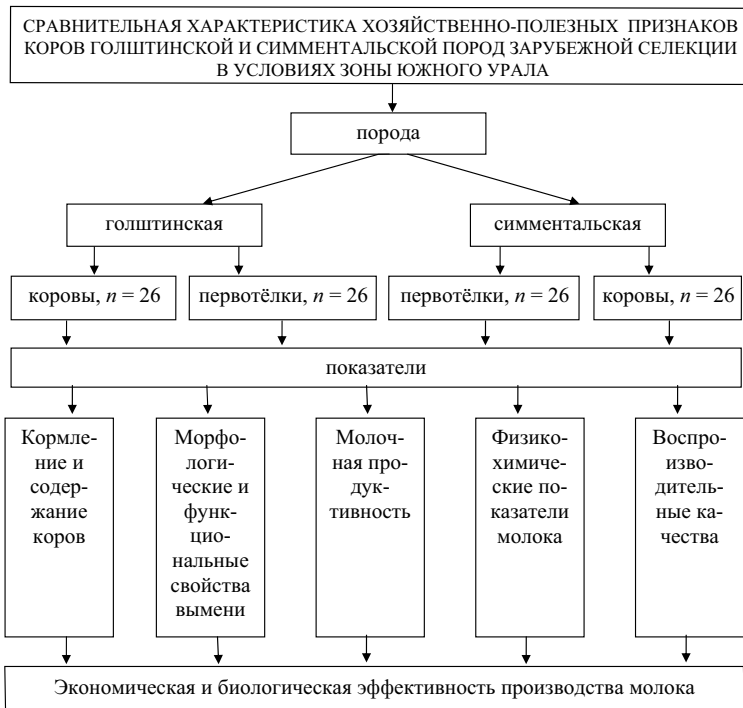 СРАВНИТЕЛЬНАЯ ХАРАКТЕРИСТИКА ХОЗЯЙСТВЕННО-ПОЛЕЗНЫХ ПРИЗНАКОВ
КОРОВ ГОЛШТИНСКОЙ И СИММЕНТАЛЬСКОЙ ПОРОД ЗАРУБЕЖНОЙ СЕЛЕКЦИИ
В УСЛОВИЯХ ЗОНЫ ЮЖНОГО УРАЛА
порода
голштинская
симментальская
коровы, n = 26
первотёлки, n = 26
первотёлки, n = 26
коровы, n = 26
показатели
Кормле-
ние и
содер-
жание
коров
Морфо-
логи-
ческие и
функ-
цио-
нальные
свойства
вымени
Молоч-
ная про-
дук-
тивность
Физико-
химиче-
ские по-
казатели
молока
Воспро-
изво-
дитель-
ные ка-
чества
Экономическая и биологическая эффективность производства молока